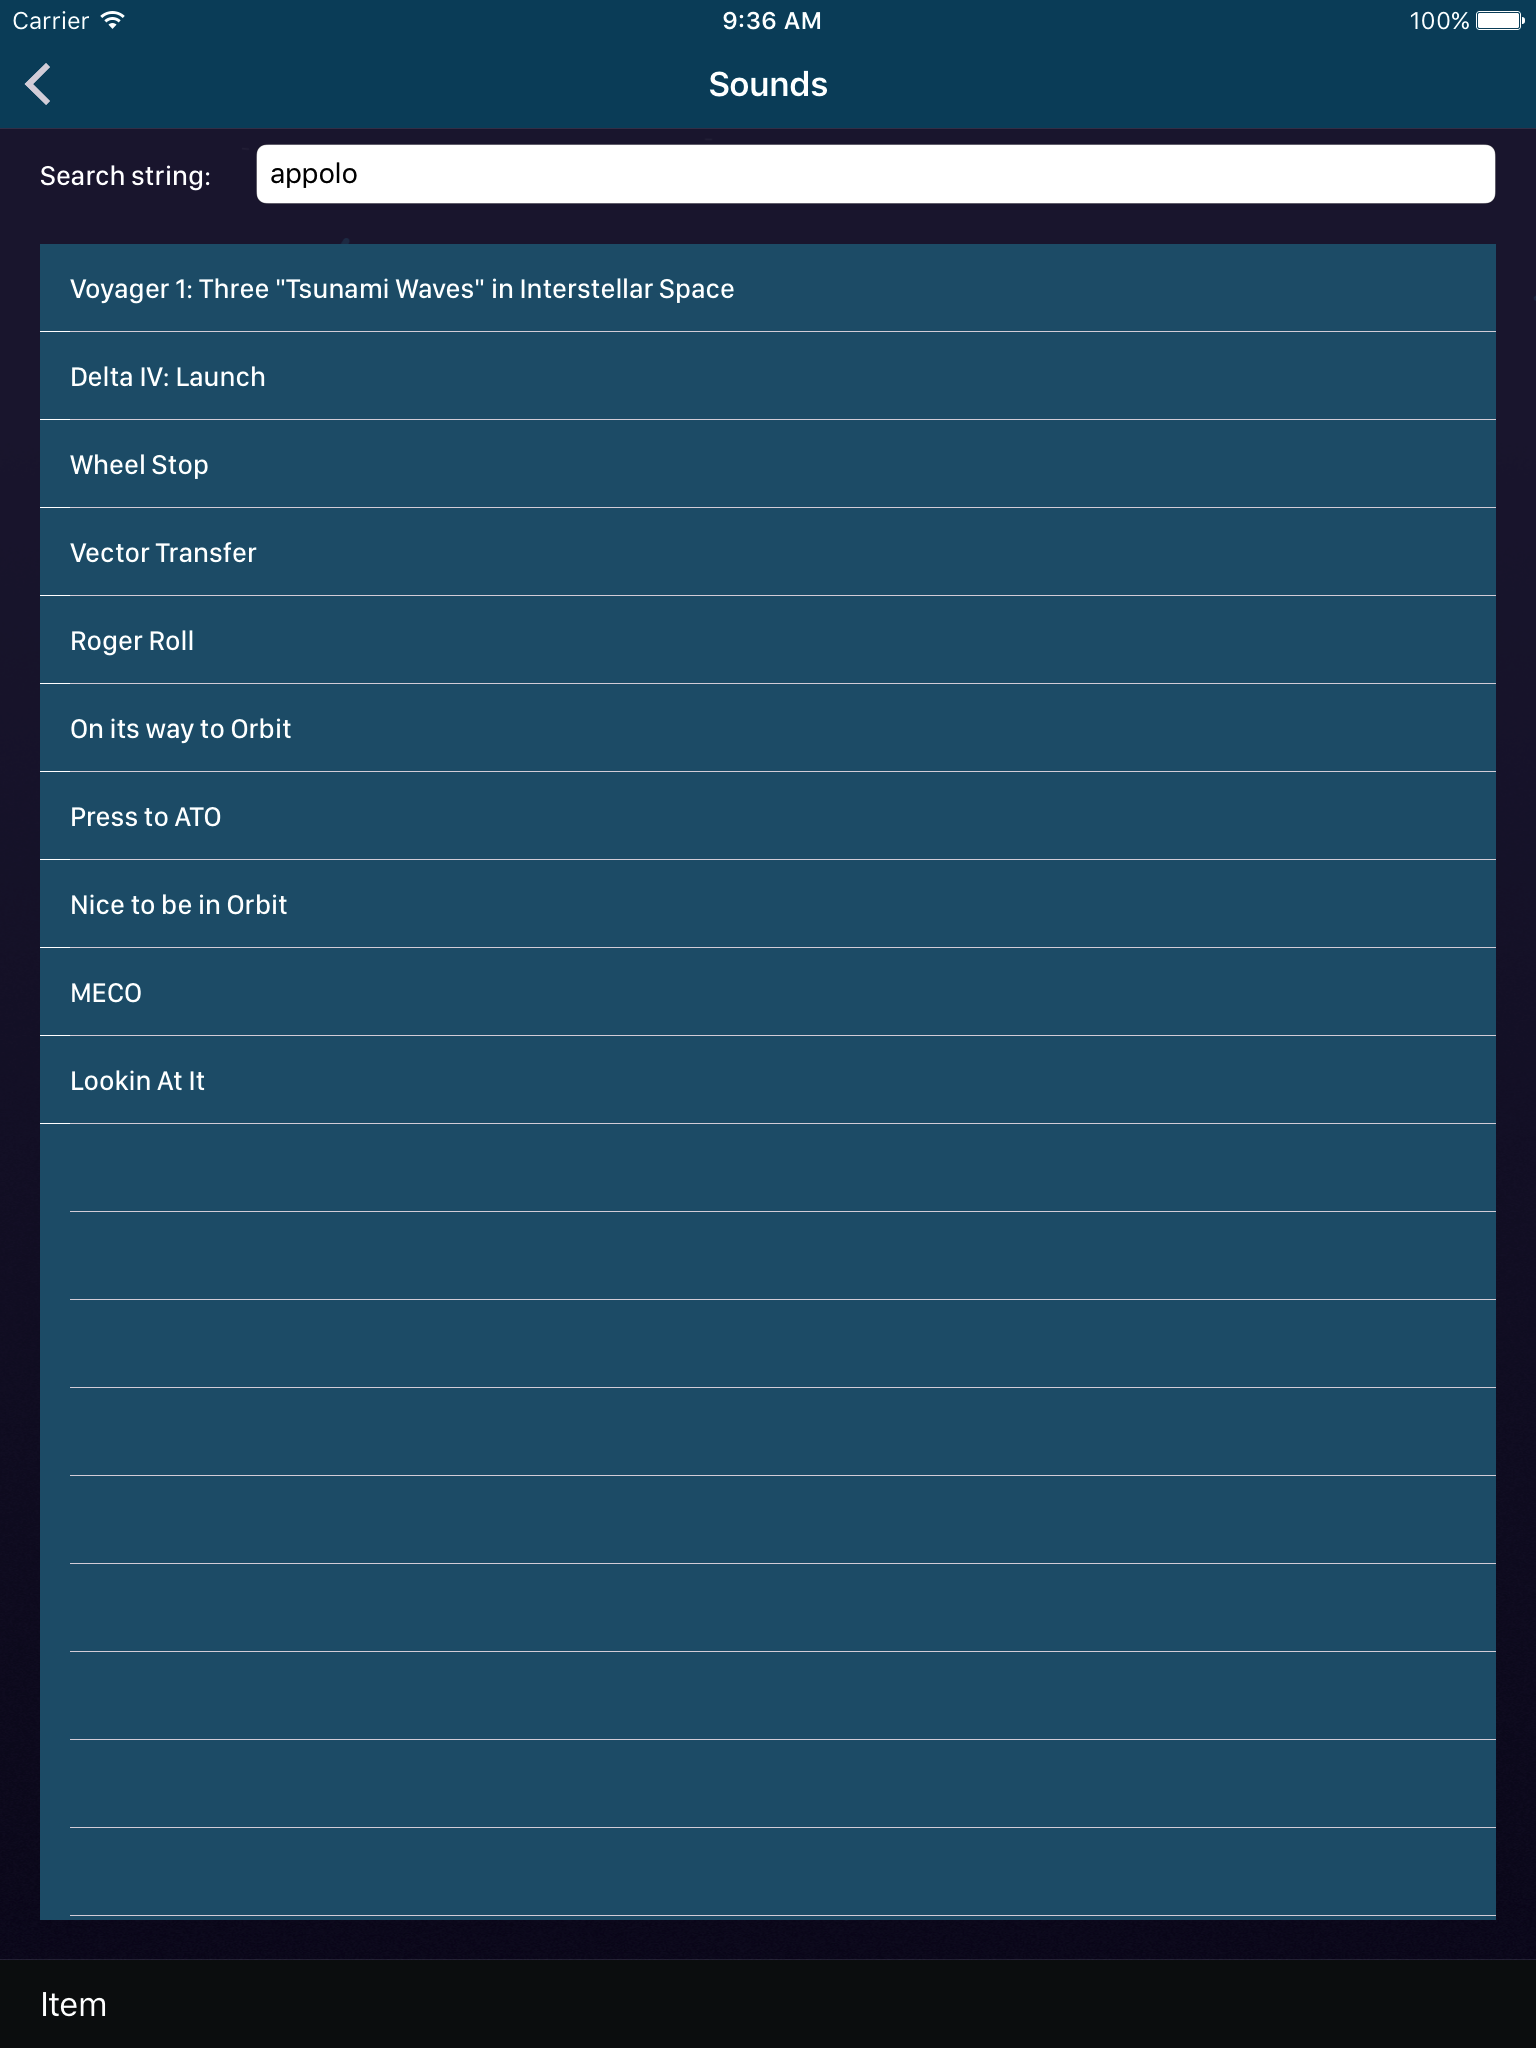 Carrier 9:36 AM 100%
Sounds
Search string: appolo
Voyager 1: Three "Tsunami Waves" in Interstellar Space
Delta IV: Launch
Wheel Stop
Vector Transfer
Roger Roll
On its way to Orbit
Press to ATO
Nice to be in Orbit
MECO
Lookin At It
Item